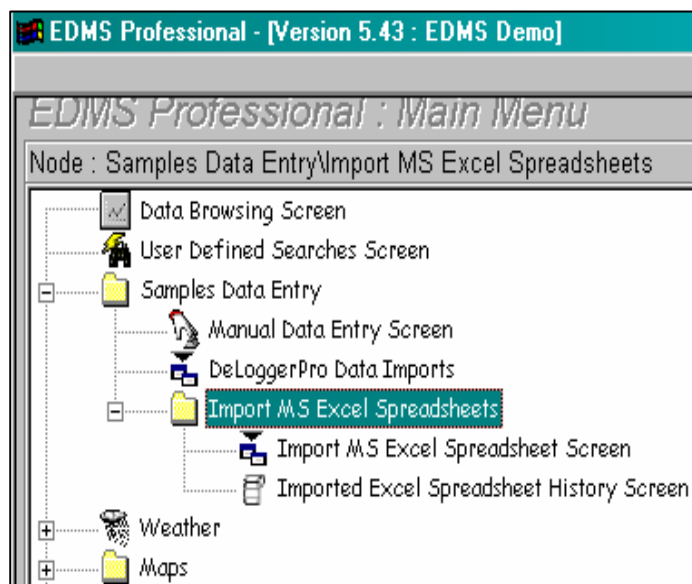 EDMS Professional - [Version 5.43 : EDMS Demo]
EDMS Professional : Main Menu
Node : Samples Data Entry\Import MS Excel Spreadsheets
Data Browsing Screen
User Defined Searches Screen
Samples Data Entry
Manual Data Entry Screen
DeLoggerPro Data Imports
Import MS Excel Spreadsheets
Import MS Excel Spreadsheet Screen
Imported Excel Spreadsheet History Screen
Weather
Maps